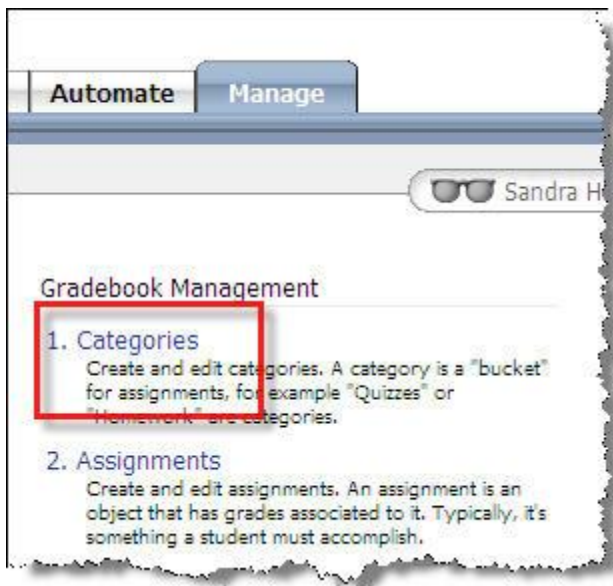 Automate Manage
Sandra H
Gradebook Management
1. Categories
Create and edit categories. A category is a "bucket"
for assignments, for example "Quizzes" or
"Homework" are categories.
2. Assignments
Create and edit assignments. An assignment is an
object that has grades associated to it. Typically, it's
something a student must accomplish.